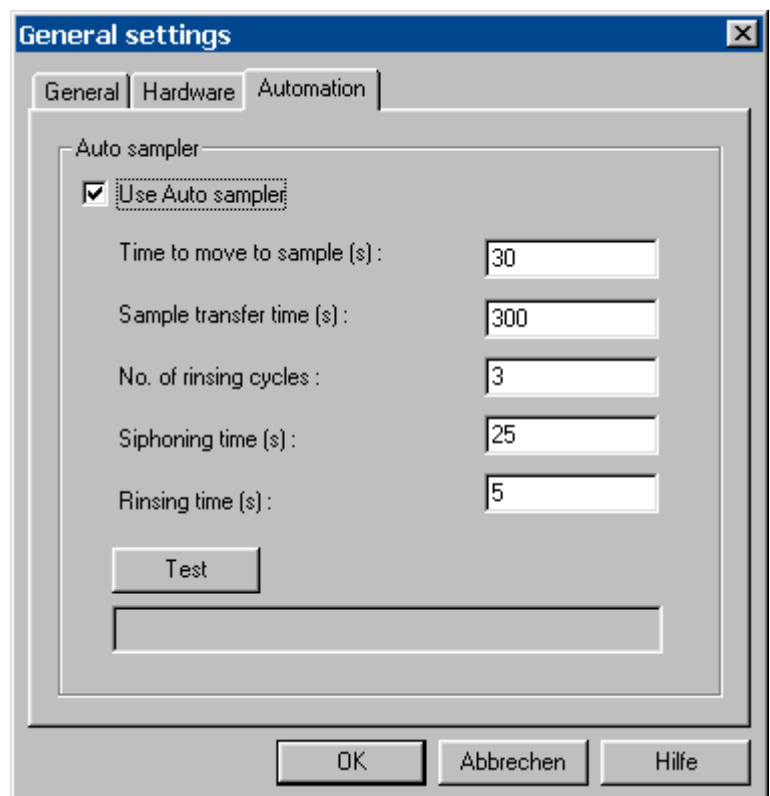 General settings
General Hardware Automation
Auto sampler
Use Auto sampler
Time to move to sample (s) : 30
Sample transfer time (s) : 300
No. of rinsing cycles : 3
Siphoning time (s) : 25
Rinsing time (s) : 5
Test
OK Abbrechen Hilfe